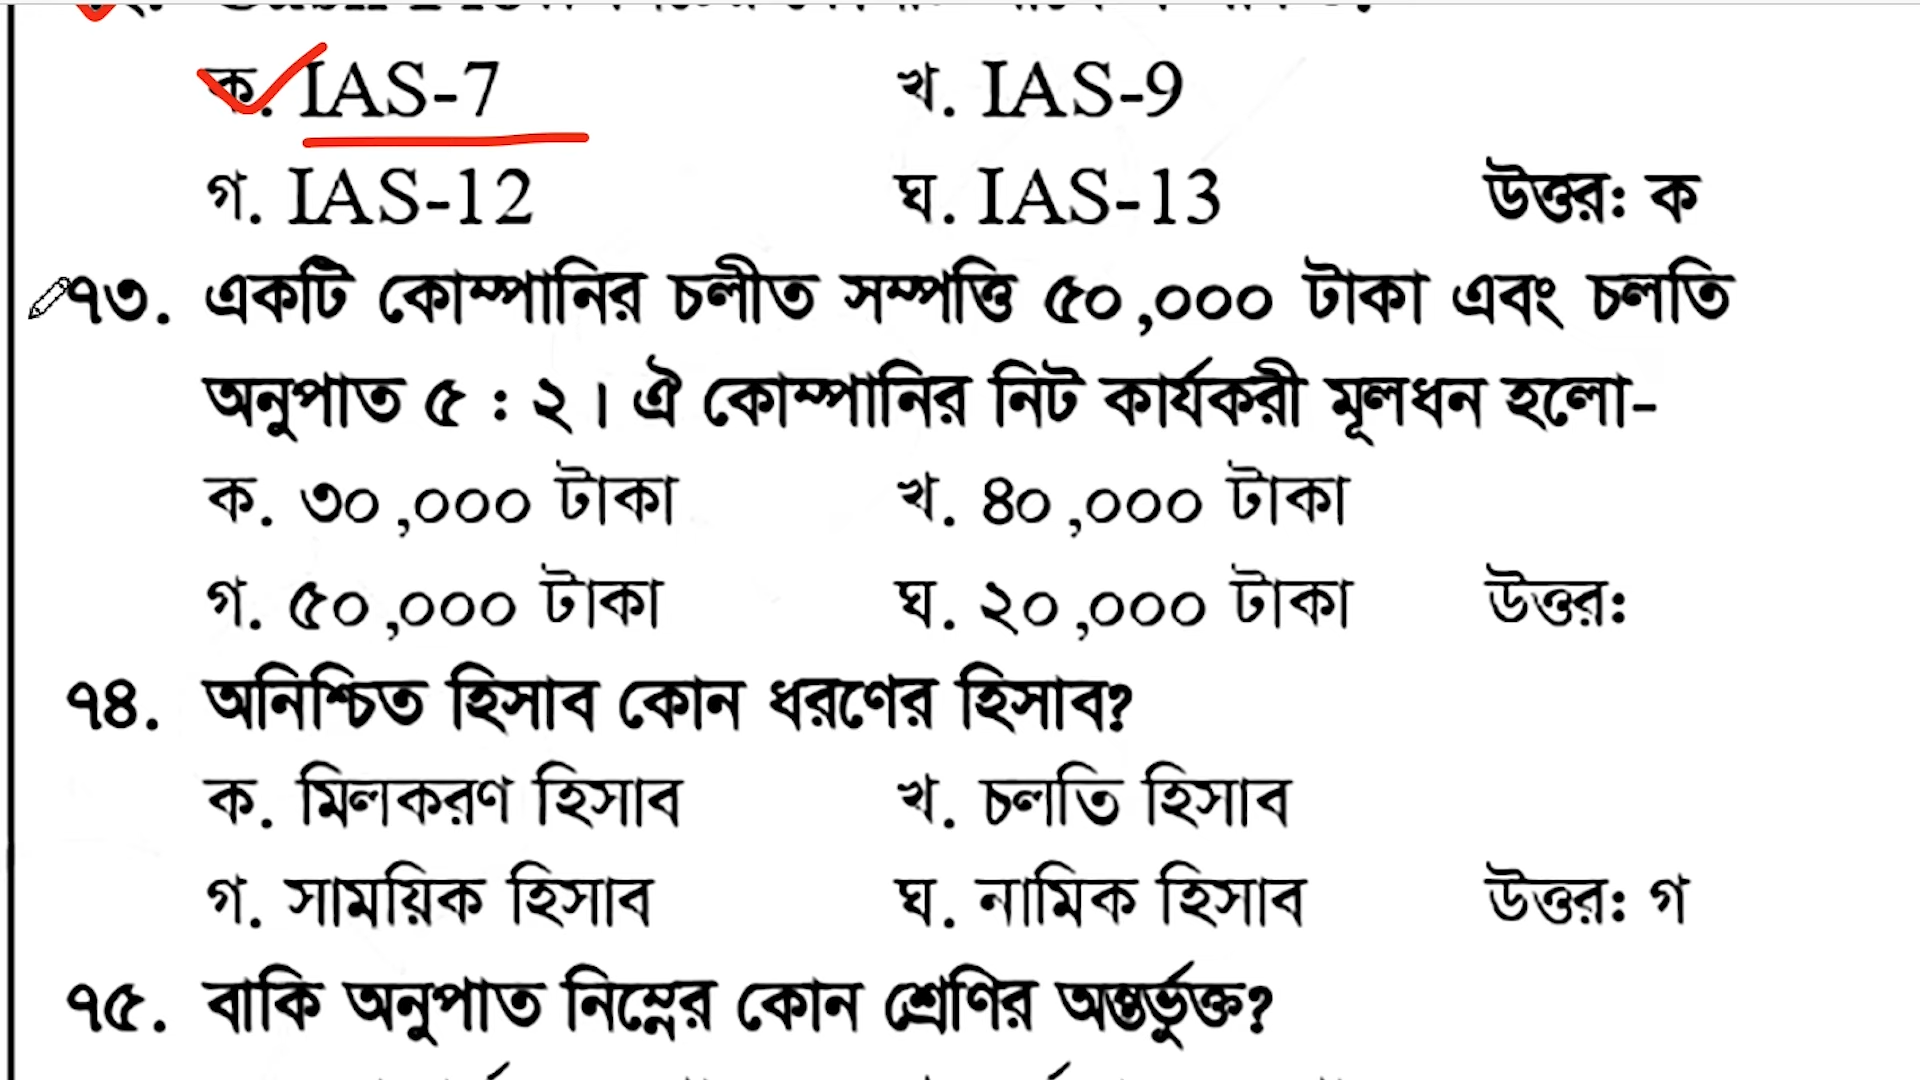 ক. IAS-7 খ. IAS-9
গ. IAS-12 ঘ. IAS-13 উত্তর: ক
৭৩. একটি কোম্পানির চলীত সম্পত্তি ৫০,০০০ টাকা এবং চলতি
অনুপাত ৫ : ২। ঐ কোম্পানির নিট কার্যকরী মূলধন হলো-
ক. ৩০,০০০ টাকা খ. ৪০,০০০ টাকা
গ. ৫০,০০০ টাকা ঘ. ২০,০০০ টাকা উত্তর:
৭৪. অনিশ্চিত হিসাব কোন ধরণের হিসাব?
ক. মিলকরণ হিসাব খ. চলতি হিসাব
গ. সাময়িক হিসাব ঘ. নামিক হিসাব উত্তর: গ
৭৫. বাকি অনুপাত নিম্নের কোন শ্রেণির অন্তর্ভুক্ত?